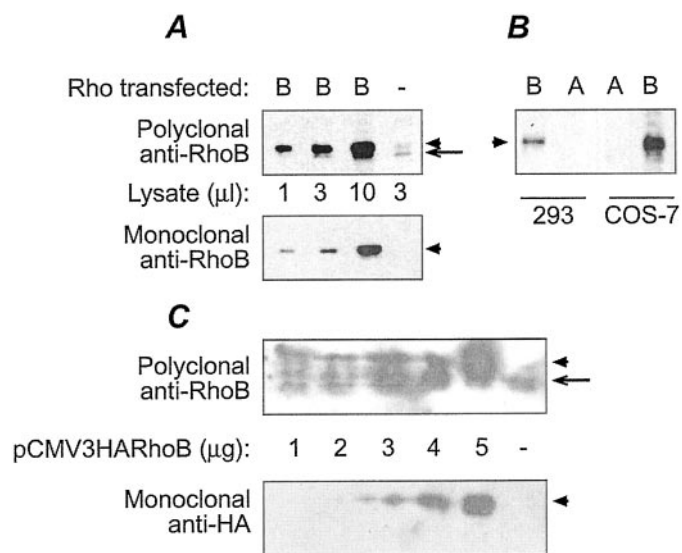 A
B
Rho transfected: B B B -
B A A B
Polyclonal
anti-RhoB
Lysate (µl): 1 3 10 3
293 COS-7
Monoclonal
anti-RhoB
C
Polyclonal
anti-RhoB
pCMV3HARhoB (µg): 1 2 3 4 5 -
Monoclonal
anti-HA